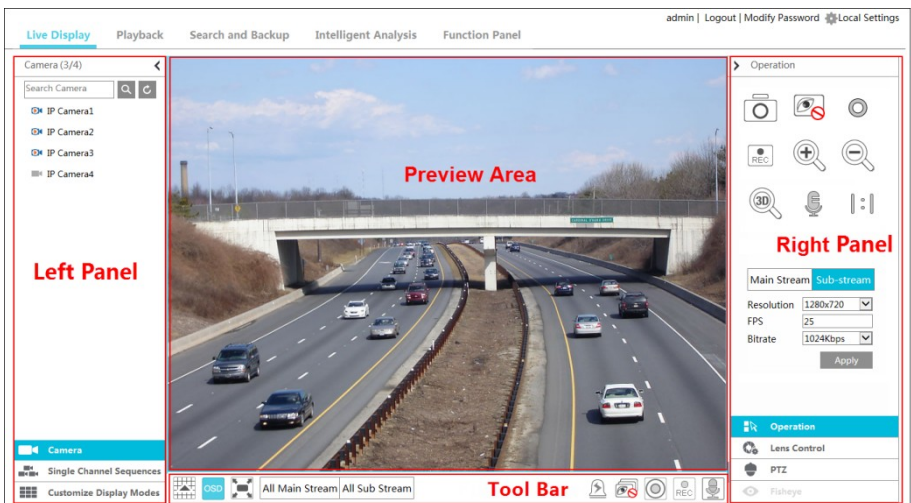 admin | Logout | Modify Password Local Settings
Live Display Playback Search and Backup Intelligent Analysis Function Panel
Camera (3/4)
Search Camera
IP Camera1
IP Camera2
IP Camera3
IP Camera4
Left Panel
Camera
Single Channel Sequences
Customize Display Modes
Preview Area
OSD
All Main Stream All Sub Stream
Tool Bar
REC
Operation
REC
3D
1:1
Right Panel
Main Stream Sub-stream
Resolution 1280x720
FPS 25
Bitrate 1024Kbps
Apply
Operation
Lens Control
PTZ
Fisheye